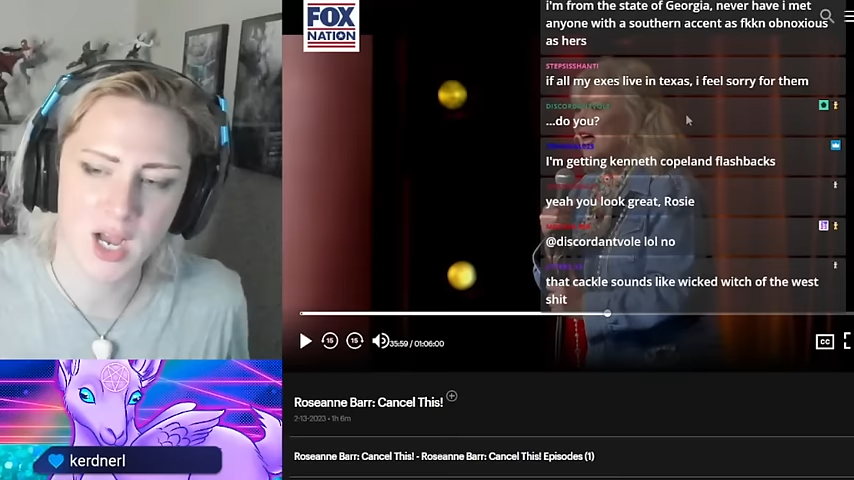 FOX
NATION
i'm from the state of Georgia, never have i met
anyone with a southern accent as fkkn obnoxious
as hers
STEPSISSHANTI
if all my exes live in texas, i feel sorry for them
DISCORDANTVOLE
...do you?
I'm getting kenneth copeland flashbacks
yeah you look great, Rosie
@discordantvole lol no
that cackle sounds like wicked witch of the west
shit
15
15
35:59 / 01:06:00
CC
Roseanne Barr: Cancel This!
2-13-2023 • 1h 6m
Roseanne Barr: Cancel This! - Roseanne Barr: Cancel This! Episodes (1)
kerdnerl